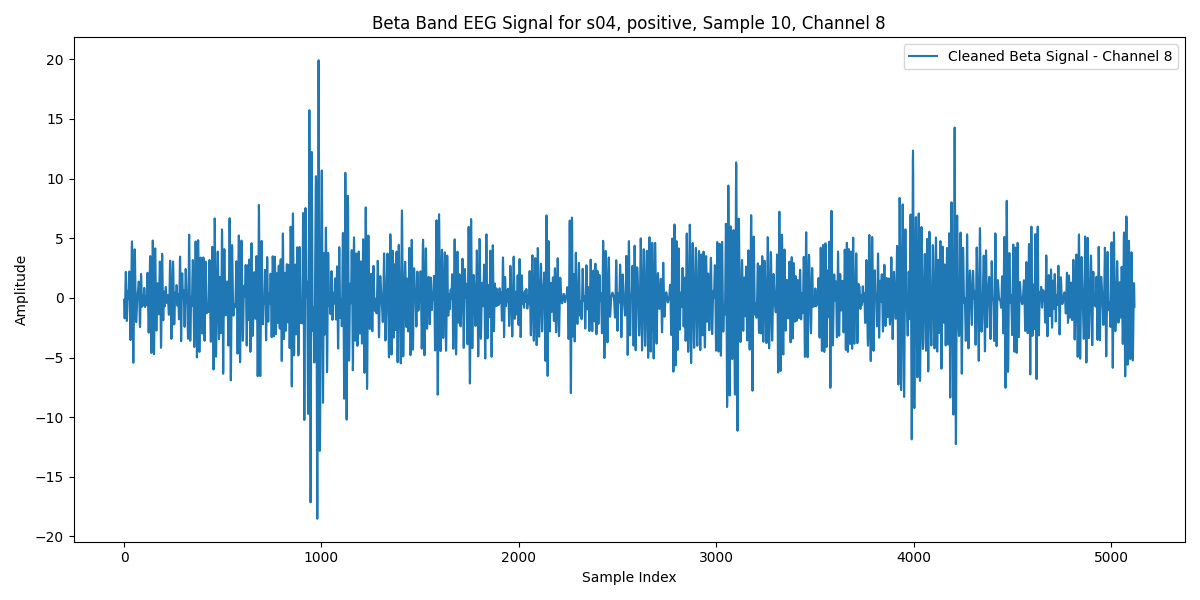 Beta Band EEG Signal for s04, positive, Sample 10, Channel 8
Cleaned Beta Signal - Channel 8
Amplitude
20
15
10
5
0
−5
−10
−15
−20
0 1000 2000 3000 4000 5000
Sample Index